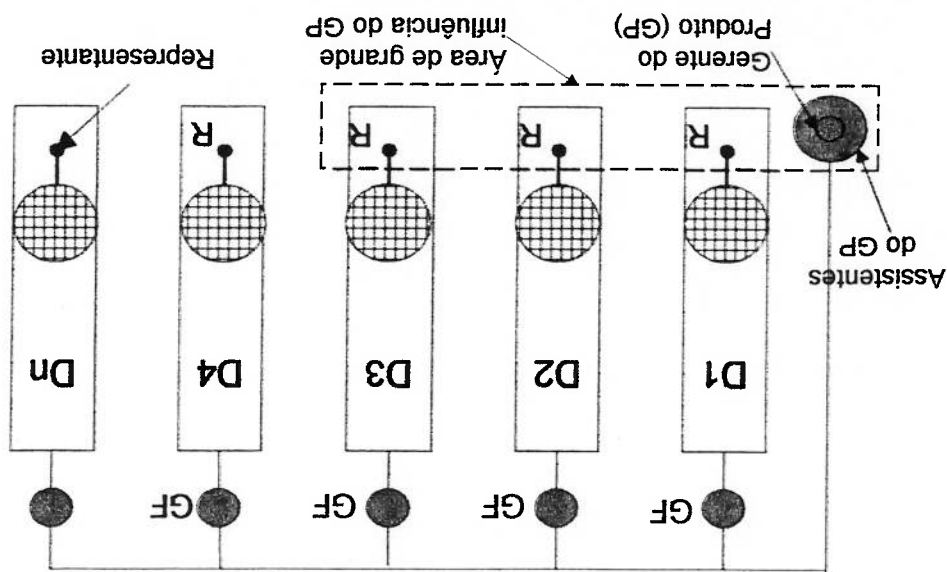 GF
GF
GF
GF
D1
D2
D3
D4
Dn
Assistentes
do GP
R
R
R
R
Gerente do
Produto (GP)
Área de grande
influência do GP
Representante